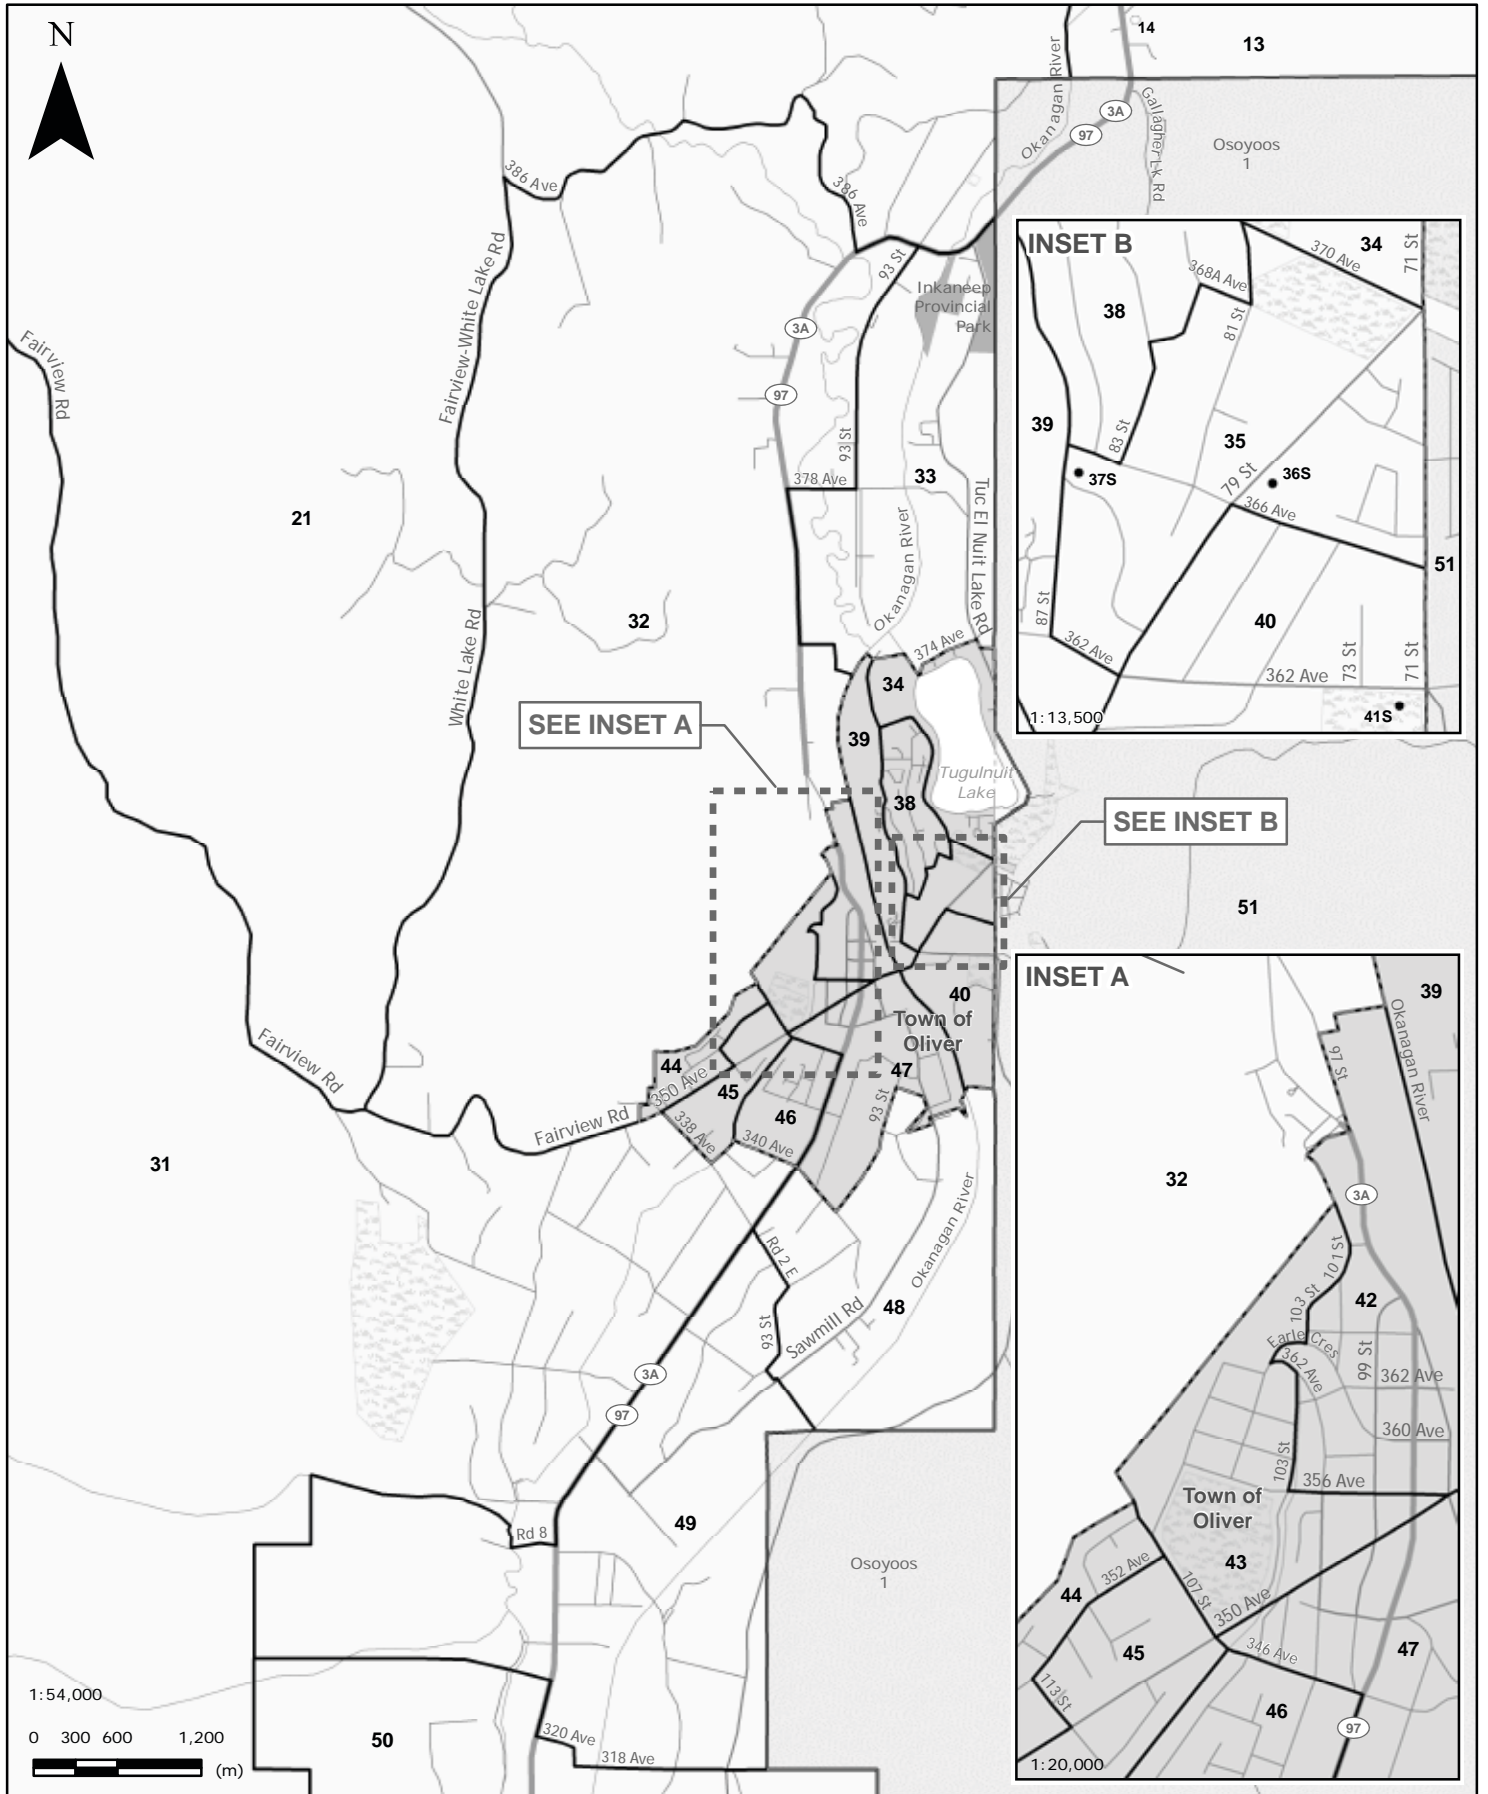 N
14
13
Okanagan River
3A
97
Gallagher Lk Rd
Osoyoos
1
386 Ave
386 Ave
93 St
Inkaneep
Provincial
Park
Fairview-White Lake Rd
Fairview Rd
3A
97
93 St
378 Ave
33
21
Okanagan River
Tuc El Nuit Lake Rd
32
White Lake Rd
374 Ave
34
SEE INSET A
39
Tugulnuit
Lake
38
SEE INSET B
51
40
Town of
Oliver
Fairview Rd
44
350 Ave
45
47
93 St
Fairview Rd
338 Ave
46
340 Ave
31
Rd 2 E
Okanagan River
48
93 St
Sawmill Rd
3A
97
49
Rd 8
Osoyoos
1
50
320 Ave
318 Ave
1:54,000
0 300 600 1,200
(m)
INSET B
34
71 St
370 Ave
368A Ave
38
81 St
39
83 St
35
37S
79 St
36S
366 Ave
51
87 St
40
362 Ave
73 St
71 St
362 Ave
41S
1:13,500
INSET A
39
Okanagan River
97 St
32
3A
101 St
103 St
42
Earle Cres
362 Ave
99 St
362 Ave
360 Ave
103 St
356 Ave
Town of
Oliver
43
352 Ave
44
107 St
350 Ave
45
346 Ave
47
113 St
46
97
1:20,000